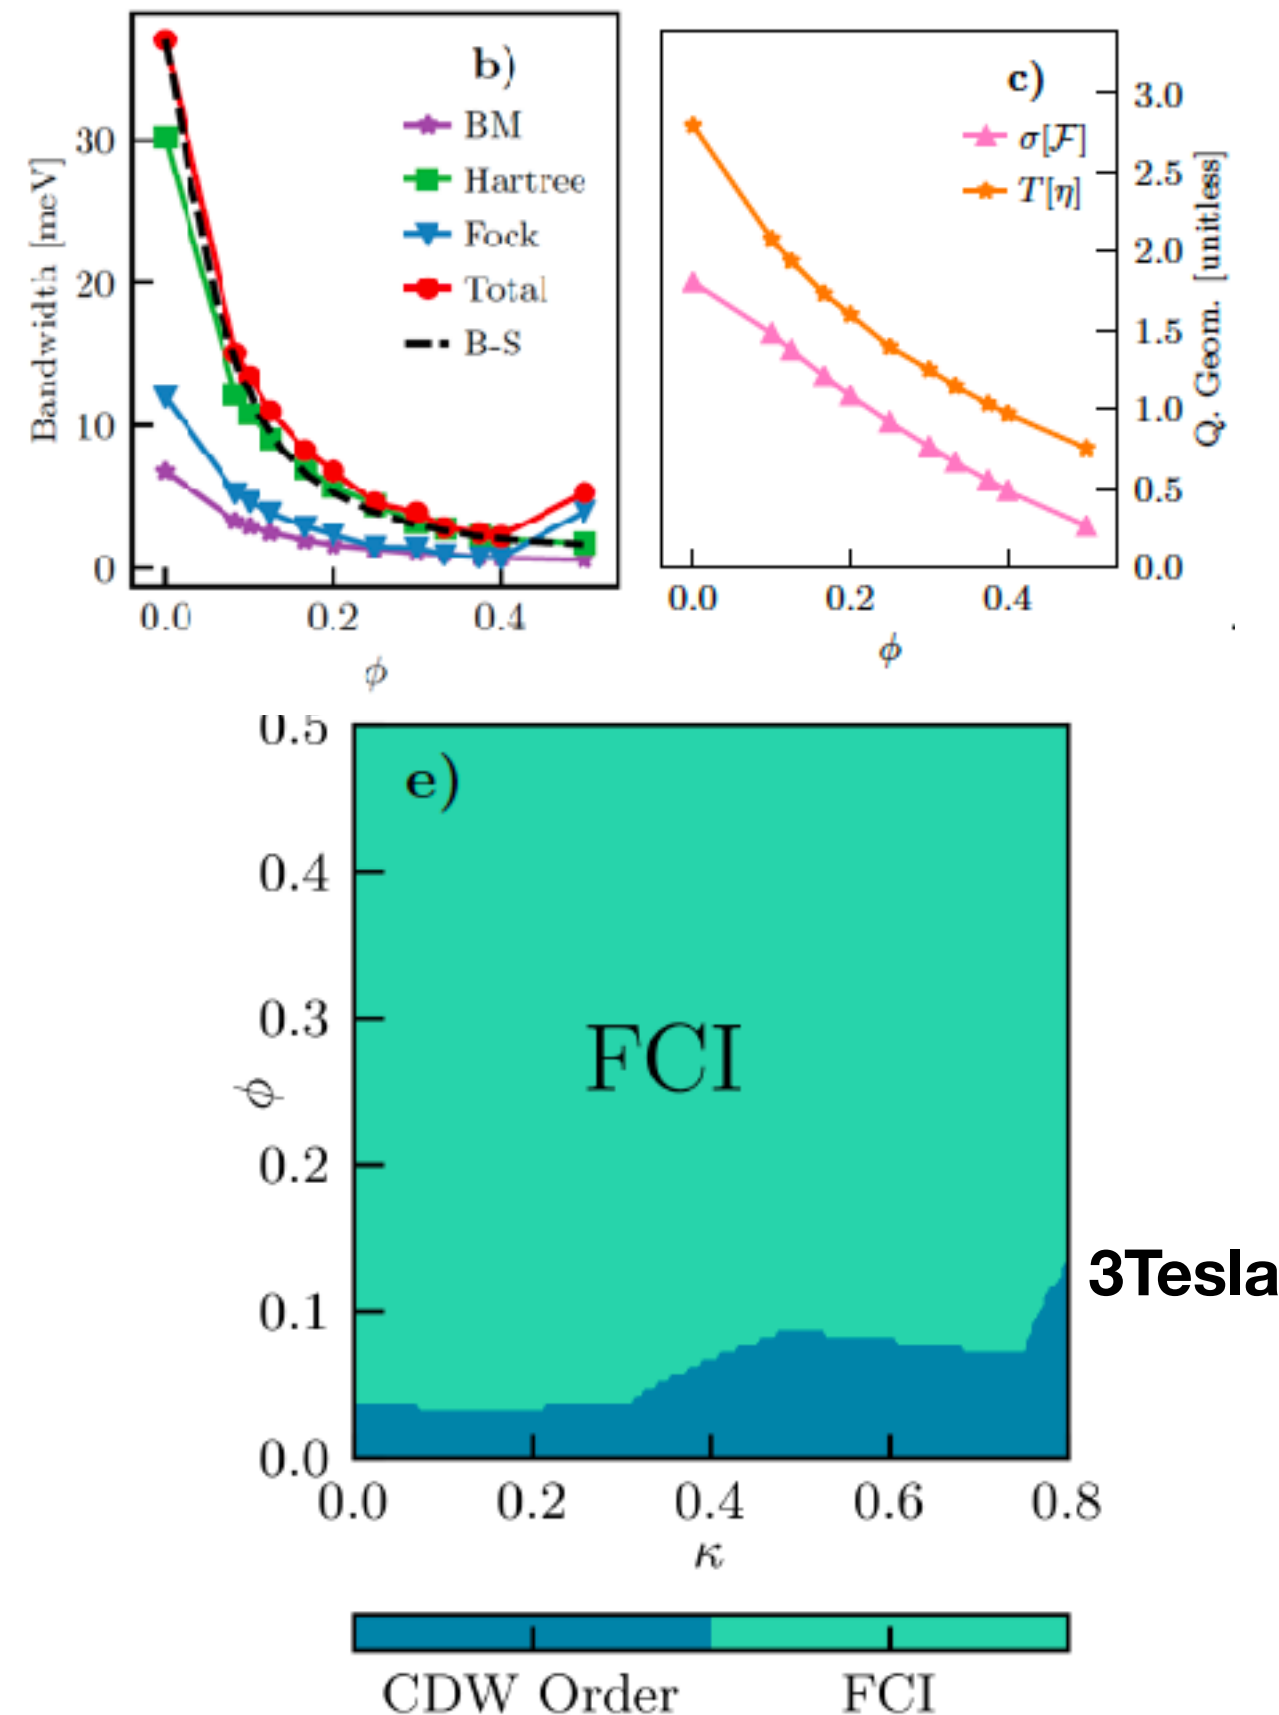 b)
BM
Hartree
Fock
Total
B-S
Bandwidth [meV]
30
20
10
0
0.0 0.2 0.4
ϕ
c)
σ[ℱ]
T[η]
3.0
2.5
2.0
1.5
1.0
0.5
0.0
Q. Geom. [unitless]
0.0 0.2 0.4
ϕ
e)
0.5
0.4
0.3
0.2
0.1
0.0
ϕ
FCI
3Tesla
0.0 0.2 0.4 0.6 0.8
κ
CDW Order FCI